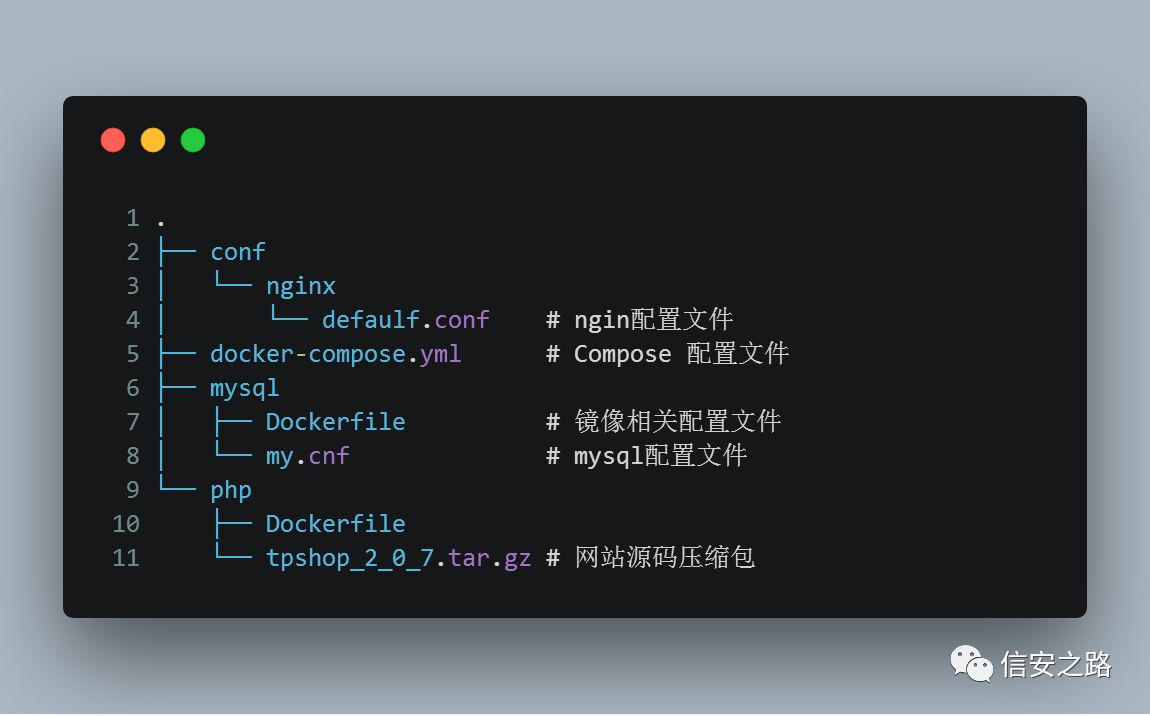 1 .
2 ├── conf
3 │   └── nginx
4 │       └── defaulf.conf    # ngin配置文件
5 ├── docker-compose.yml      # Compose 配置文件
6 ├── mysql
7 │   ├── Dockerfile          # 镜像相关配置文件
8 │   └── my.cnf              # mysql配置文件
9 └── php
10     ├── Dockerfile
11     └── tpshop_2_0_7.tar.gz # 网站源码压缩包
信安之路